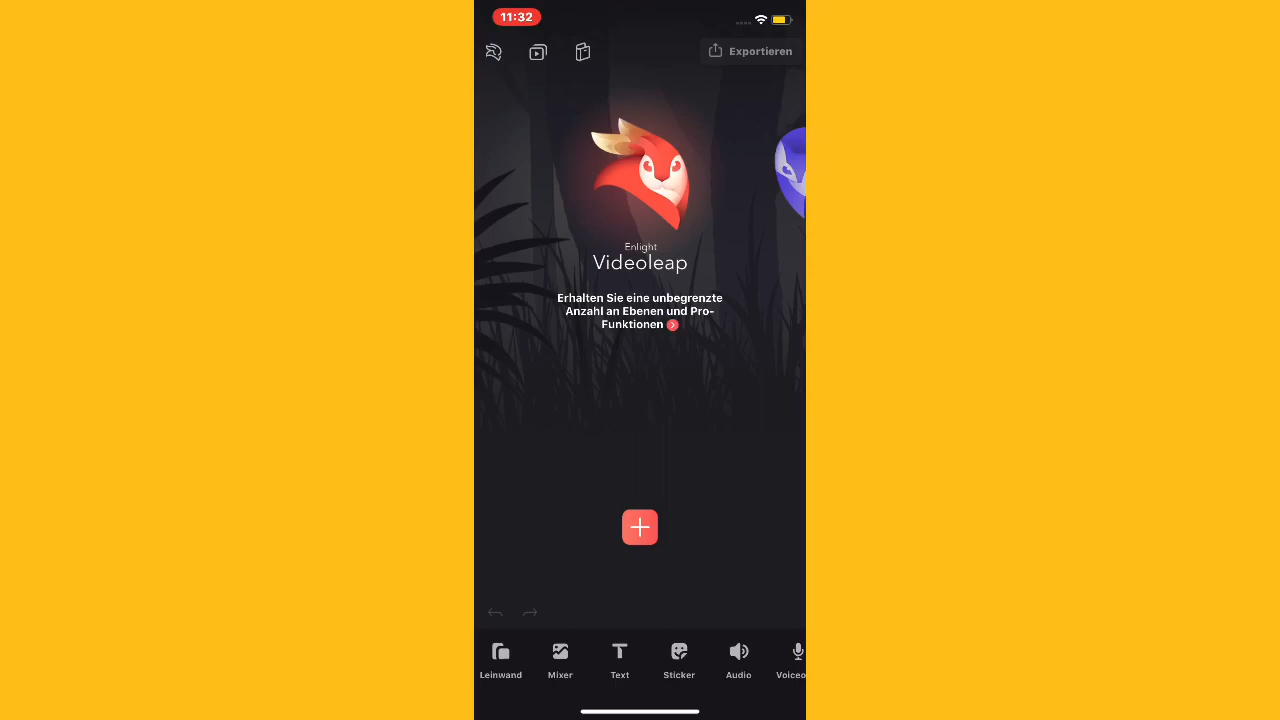 11:32
Exportieren
Enlight
Videoleap
Erhalten Sie eine unbegrenzte
Anzahl an Ebenen und Pro-
Funktionen
Leinwand Mixer Text Sticker Audio Voiceo